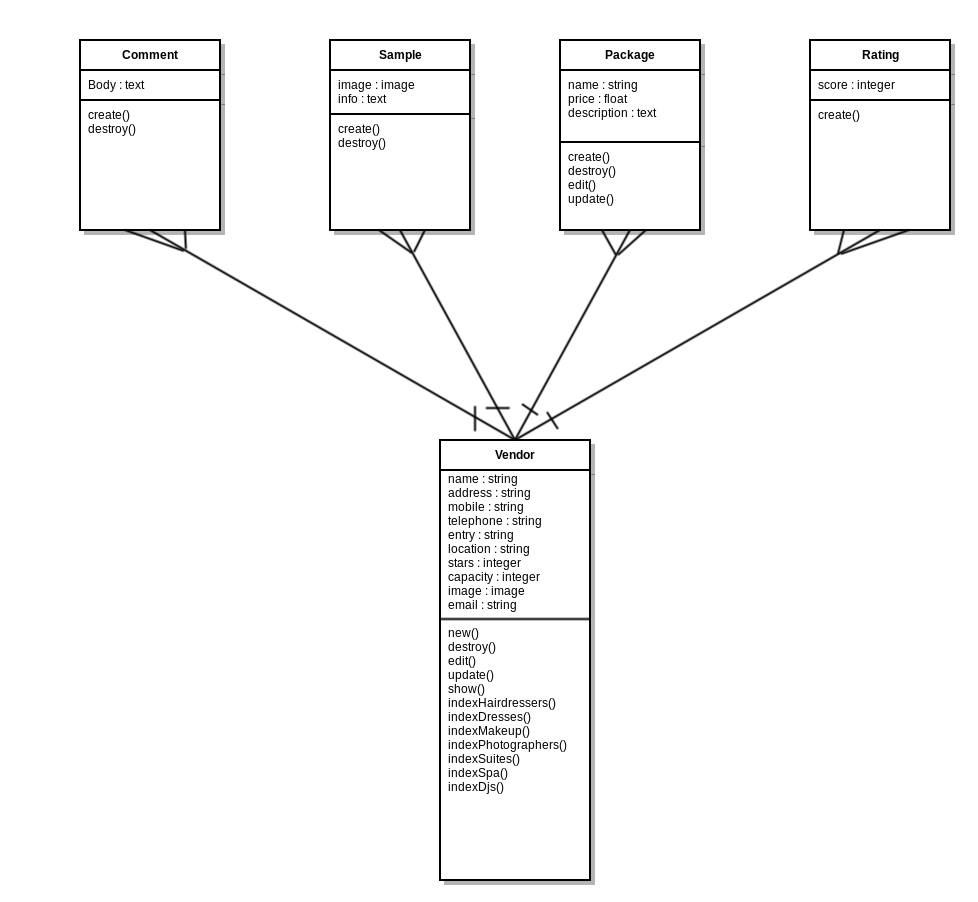 Comment
Body : text
create()
destroy()
Sample
image : image
info : text
create()
destroy()
Package
name : string
price : float
description : text
create()
destroy()
edit()
update()
Rating
score : integer
create()
Vendor
name : string
address : string
mobile : string
telephone : string
entry : string
location : string
stars : integer
capacity : integer
image : image
email : string
new()
destroy()
edit()
update()
show()
indexHairdressers()
indexDresses()
indexMakeup()
indexPhotographers()
indexSuites()
indexSpa()
indexDjs()